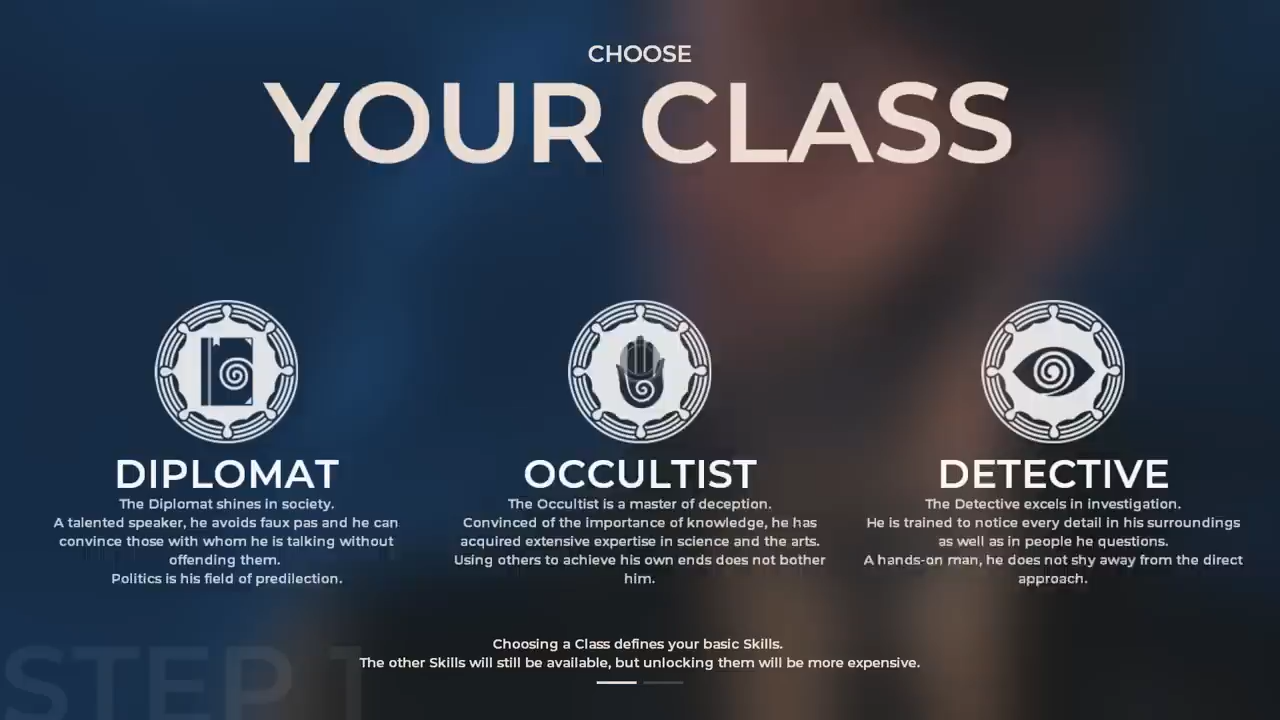 CHOOSE
YOUR CLASS
DIPLOMAT
The Diplomat shines in society.
A talented speaker, he avoids faux pas and he can
convince those with whom he is talking without
offending them.
Politics is his field of predilection.
OCCULTIST
The Occultist is a master of deception.
Convinced of the importance of knowledge, he has
acquired extensive expertise in science and the arts.
Using others to achieve his own ends does not bother
him.
DETECTIVE
The Detective excels in investigation.
He is trained to notice every detail in his surroundings
as well as in people he questions.
A hands-on man, he does not shy away from the direct
approach.
Choosing a Class defines your basic Skills.
The other Skills will still be available, but unlocking them will be more expensive.
STEP 1